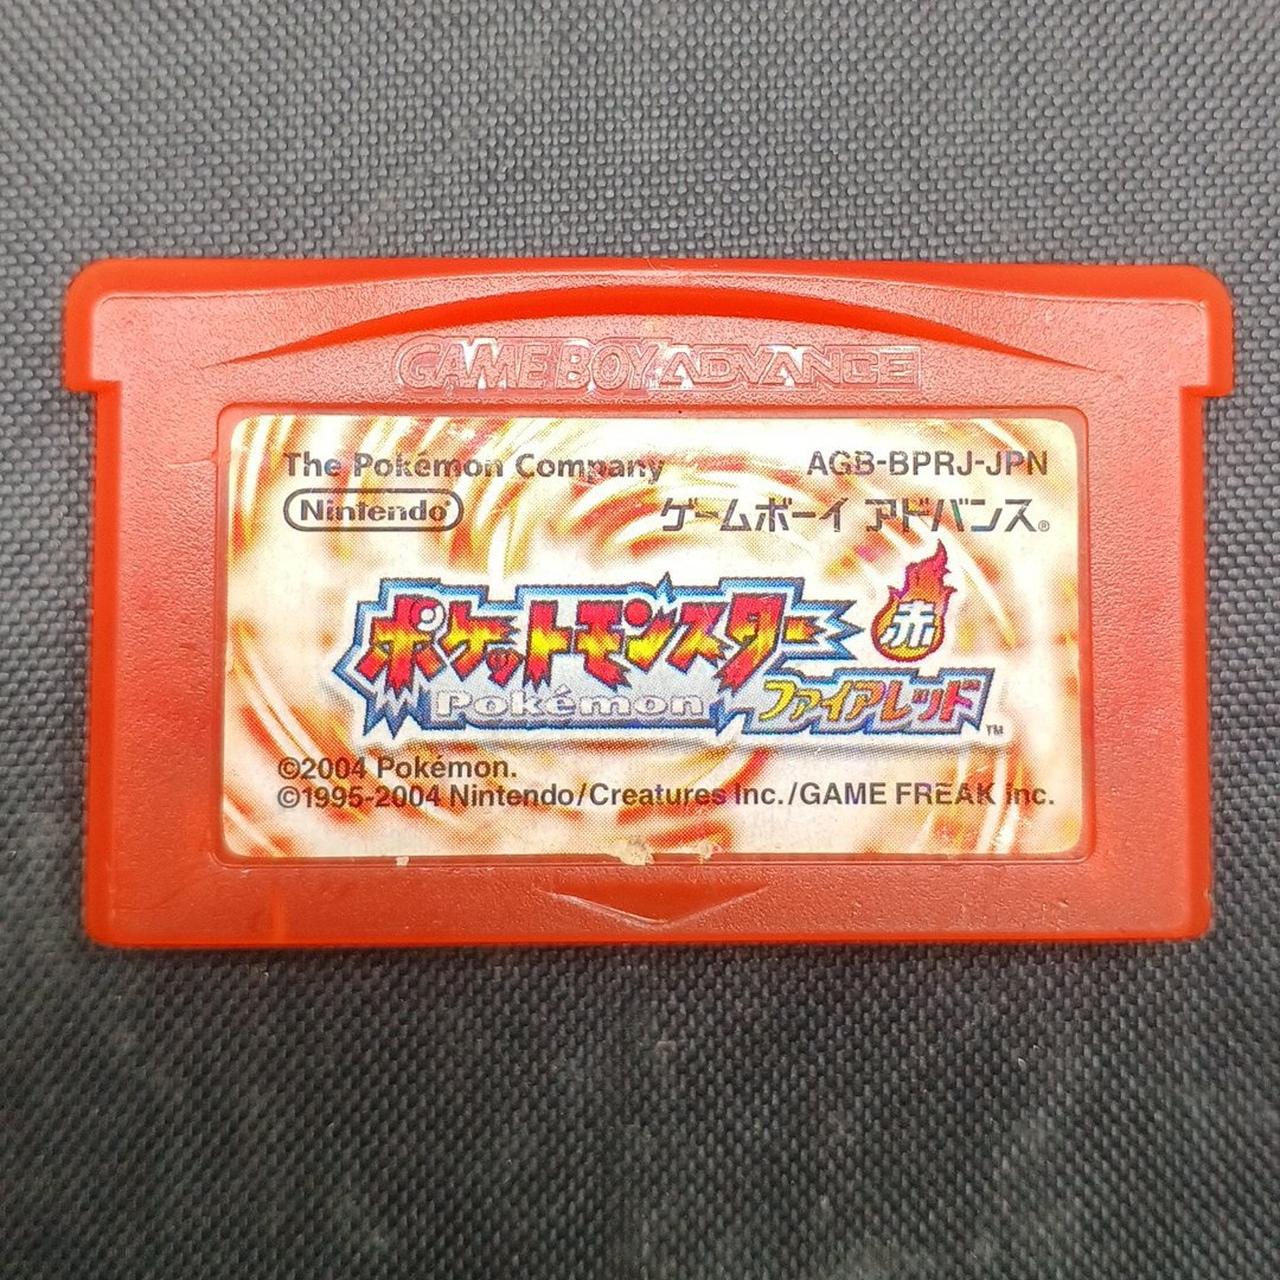 GAME BOY ADVANCE
The Pokémon Company AGB-BPRJ-JPN
Nintendo® ゲームボーイ アドバンス®
ポケットモンスター 赤
Pokémon ファイアレッド™
©2004 Pokémon.
©1995-2004 Nintendo/Creatures inc./GAME FREAK inc.